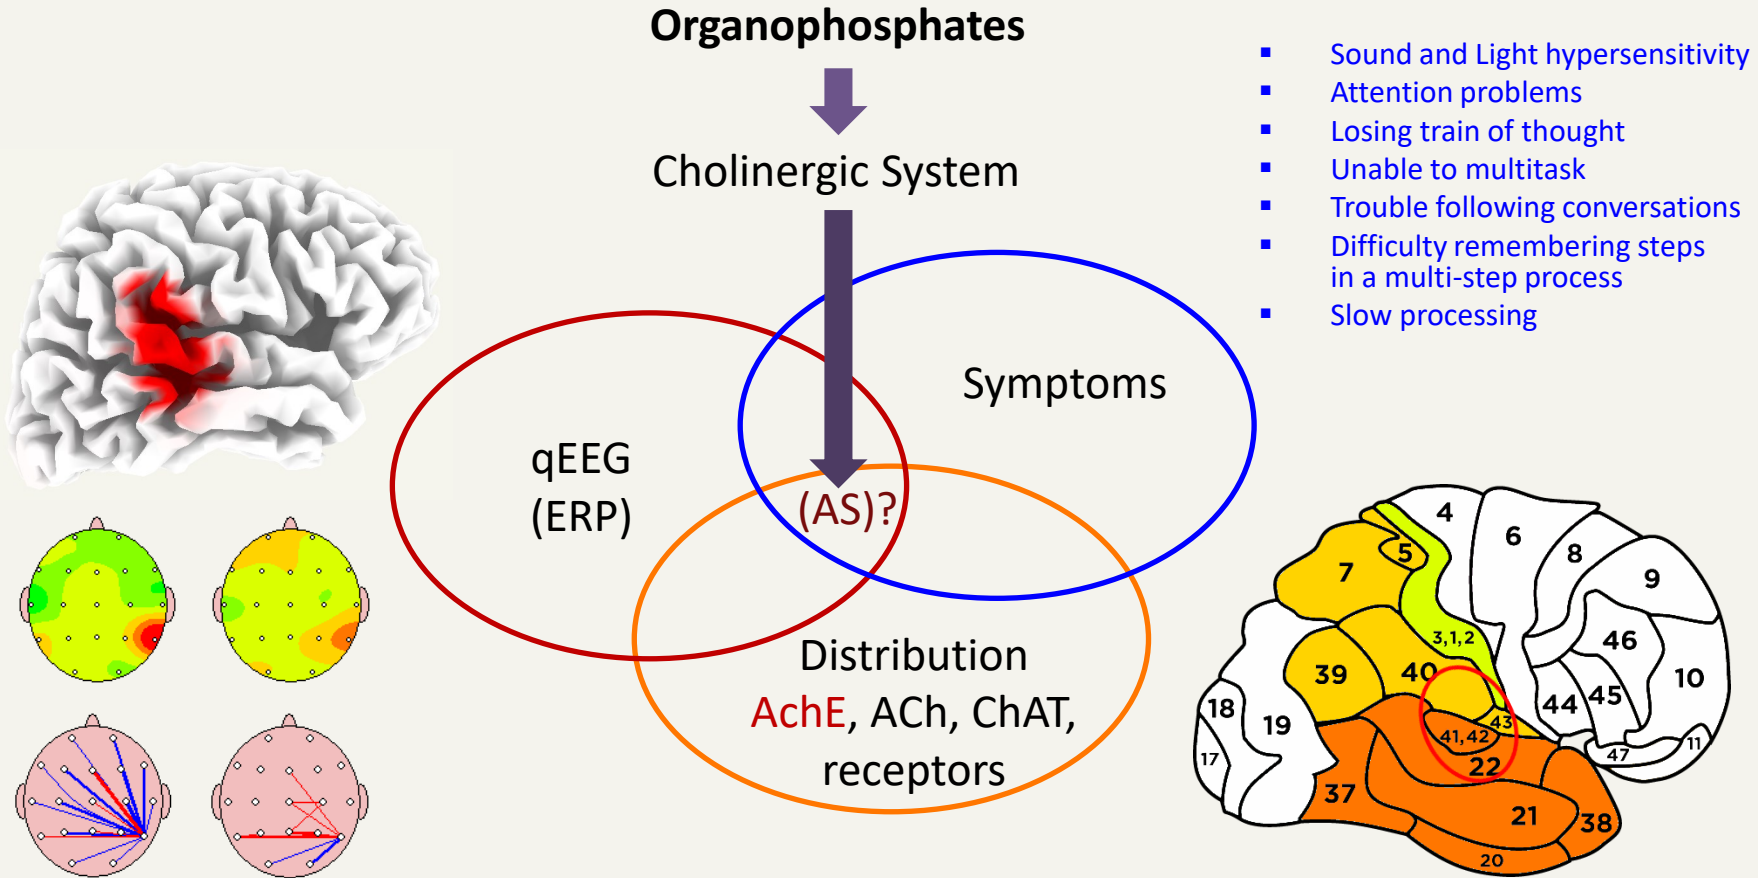 Organophosphates
Cholinergic System
▪ Sound and Light hypersensitivity
▪ Attention problems
▪ Losing train of thought
▪ Unable to multitask
▪ Trouble following conversations
▪ Difficulty remembering steps
in a multi-step process
▪ Slow processing
Symptoms
qEEG
(ERP)
(AS)?
Distribution
AchE, ACh, ChAT,
receptors
4
6
8
9
5
7
3,1,2
46
39
40
10
18
19
44
45
43
41,42
11
47
17
22
37
21
38
20